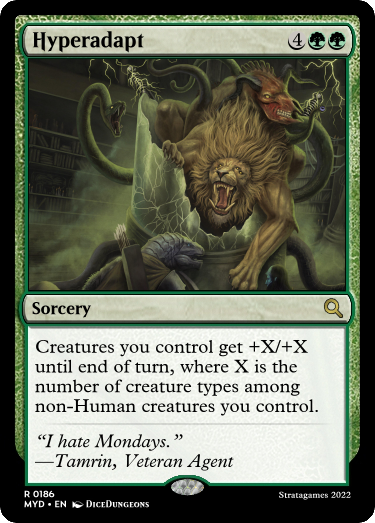 Hyperadapt 4
Sorcery
Creatures you control get +X/+X
until end of turn, where X is the
number of creature types among
non-Human creatures you control.
“I hate Mondays.”
—Tamrin, Veteran Agent
R 0186
MYD • EN DiceDungeons
Stratagames 2022